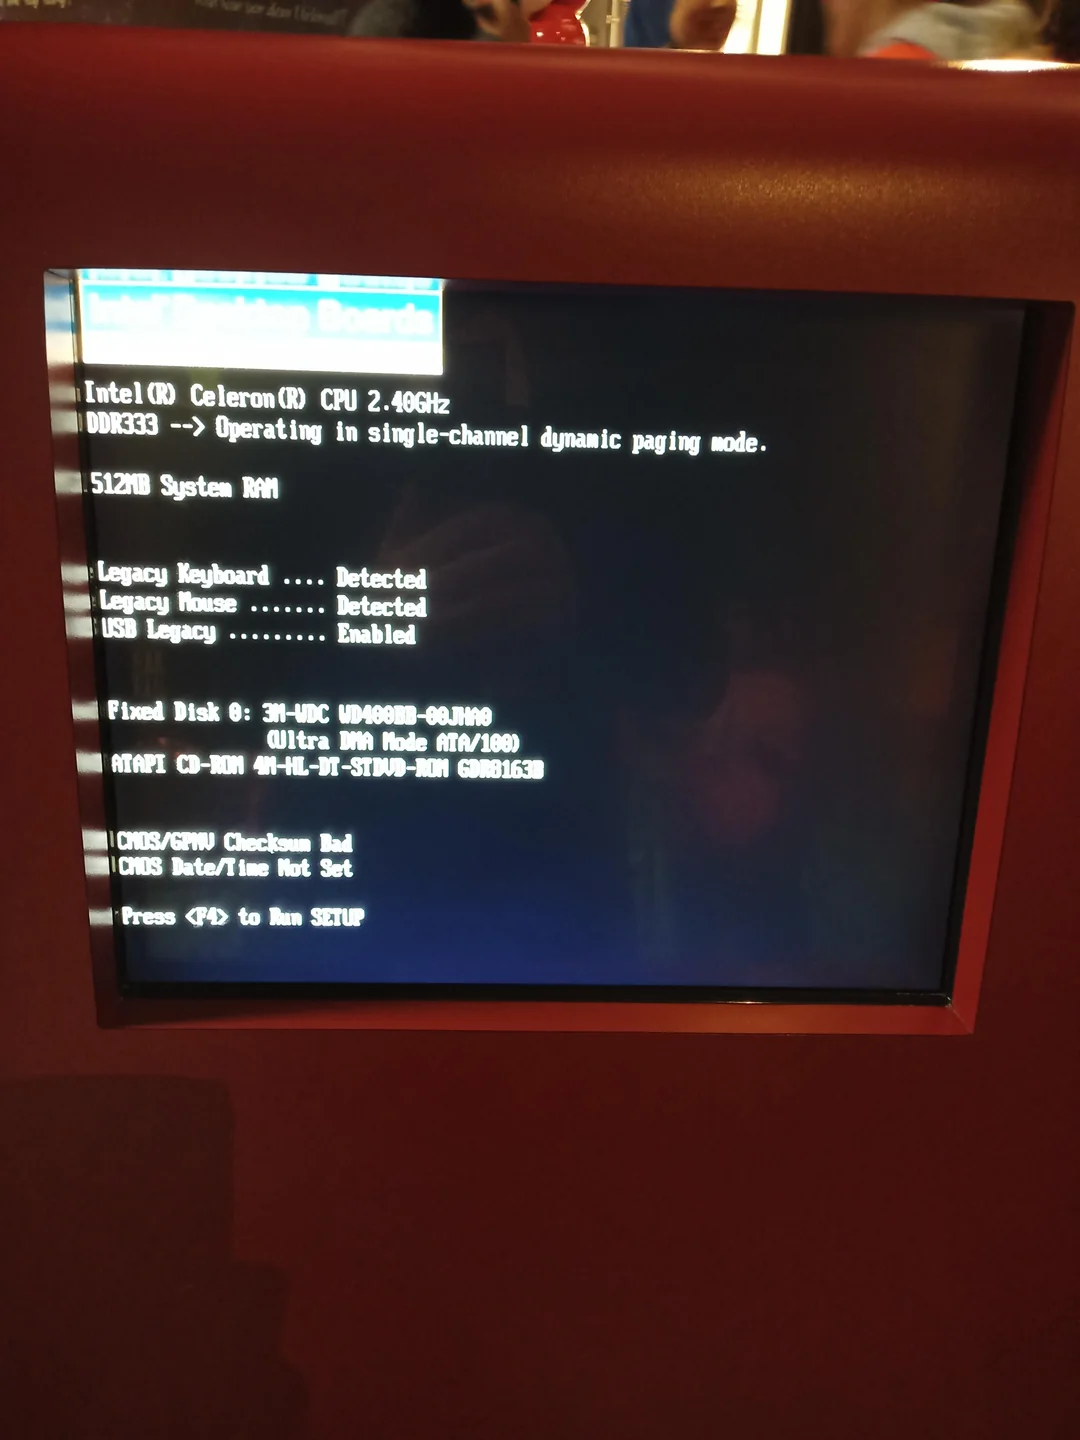 Intel Desktop Boards
Intel(R) Celeron(R) CPU 2.40GHz
DDR333 --> Operating in single-channel dynamic paging mode.
512MB System RAM
Legacy Keyboard .... Detected
Legacy Mouse ....... Detected
USB Legacy ......... Enabled
Fixed Disk 0: 3M-WDC WD400BB-00JHA0
(Ultra DMA Mode ATA/100)
ATAPI CD-ROM 4M-HL-DT-STDVD-ROM GDR8163B
CMOS/GPNV Checksum Bad
CMOS Date/Time Not Set
Press <F4> to Run SETUP